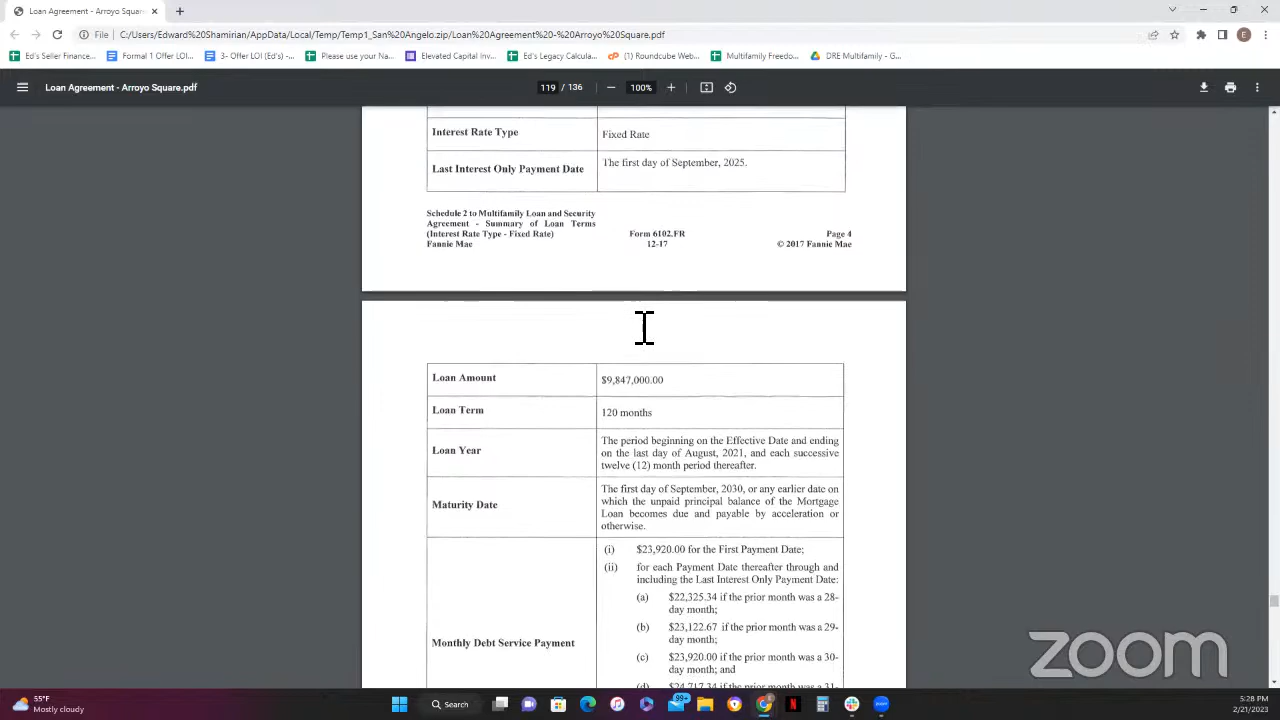 Loan Agreement - Arroyo Squar
File
C:/Users/Edward%20Shamirian/AppData/Local/Temp/Temp1_San%20Angelo.zip/Loan%20Agreement%20-%20Arroyo%20Square.pdf
E
Ed's Seller Finance...
Formal 1 Offer LOI...
3- Offer LOI (Ed's) -...
Please use your Na...
Elevated Capital Inv...
Ed's Legacy Calcula...
(1) Roundcube Web...
Multifamily Freedo...
DRE Multifamily - G...
Loan Agreement - Arroyo Square.pdf
119 / 136
100%
Interest Rate Type
Fixed Rate
Last Interest Only Payment Date
The first day of September, 2025.
Schedule 2 to Multifamily Loan and Security
Agreement - Summary of Loan Terms
(Interest Rate Type - Fixed Rate)
Fannie Mae
Form 6102.FR
12-17
Page 4
© 2017 Fannie Mae
Loan Amount
$9,847,000.00
Loan Term
120 months
Loan Year
The period beginning on the Effective Date and ending
on the last day of August, 2021, and each successive
twelve (12) month period thereafter.
Maturity Date
The first day of September, 2030, or any earlier date on
which the unpaid principal balance of the Mortgage
Loan becomes due and payable by acceleration or
otherwise.
Monthly Debt Service Payment
(i) $23,920.00 for the First Payment Date;
(ii) for each Payment Date thereafter through and
including the Last Interest Only Payment Date:
(a) $22,325.34 if the prior month was a 28-
day month;
(b) $23,122.67 if the prior month was a 29-
day month;
(c) $23,920.00 if the prior month was a 30-
day month; and
(d) $24,717.34 if the prior month was a 31-
zoom
55°F
Mostly cloudy
Search
99+
5:28 PM
2/21/2023